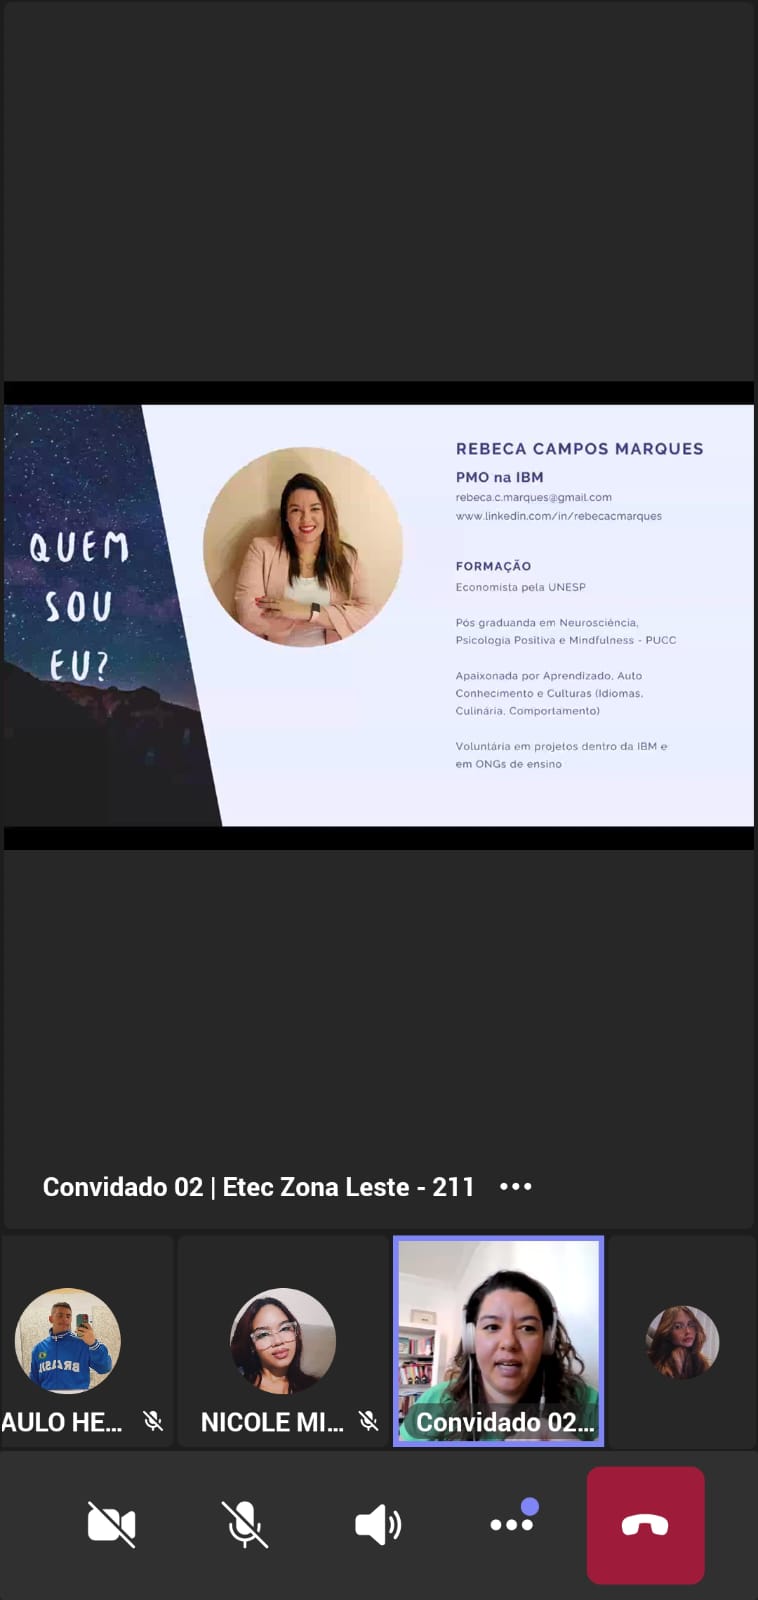 QUEM
SOU
EU?
REBECA CAMPOS MARQUES
PMO na IBM
rebeca.c.marques@gmail.com
www.linkedin.com/in/rebecacmarques
FORMAÇÃO
Economista pela UNESP
Pós graduanda em Neurosciência,
Psicologia Positiva e Mindfulness - PUCC
Apaixonada por Aprendizado, Auto
Conhecimento e Culturas (Idiomas,
Culinária, Comportamento)
Voluntária em projetos dentro da IBM e
em ONGs de ensino
Convidado 02 | Etec Zona Leste - 211
AULO HE...
NICOLE MI...
Convidado 02...